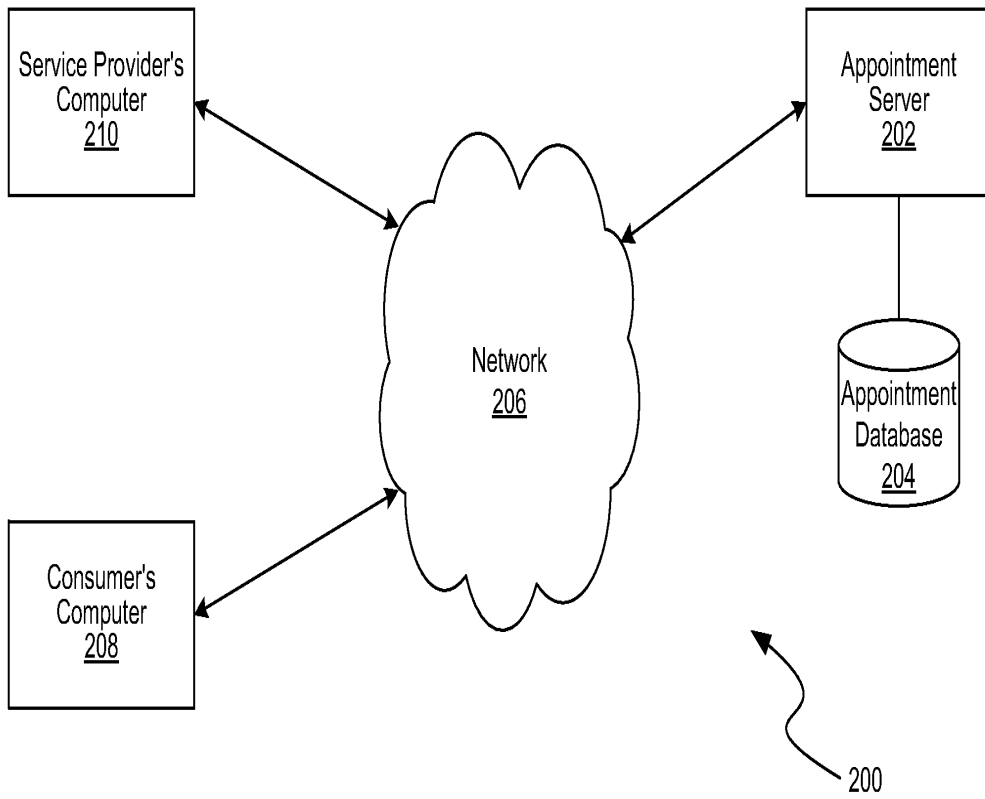 Service Provider's
Computer
210
Appointment
Server
202
Network
206
Appointment
Database
204
Consumer's
Computer
208
200